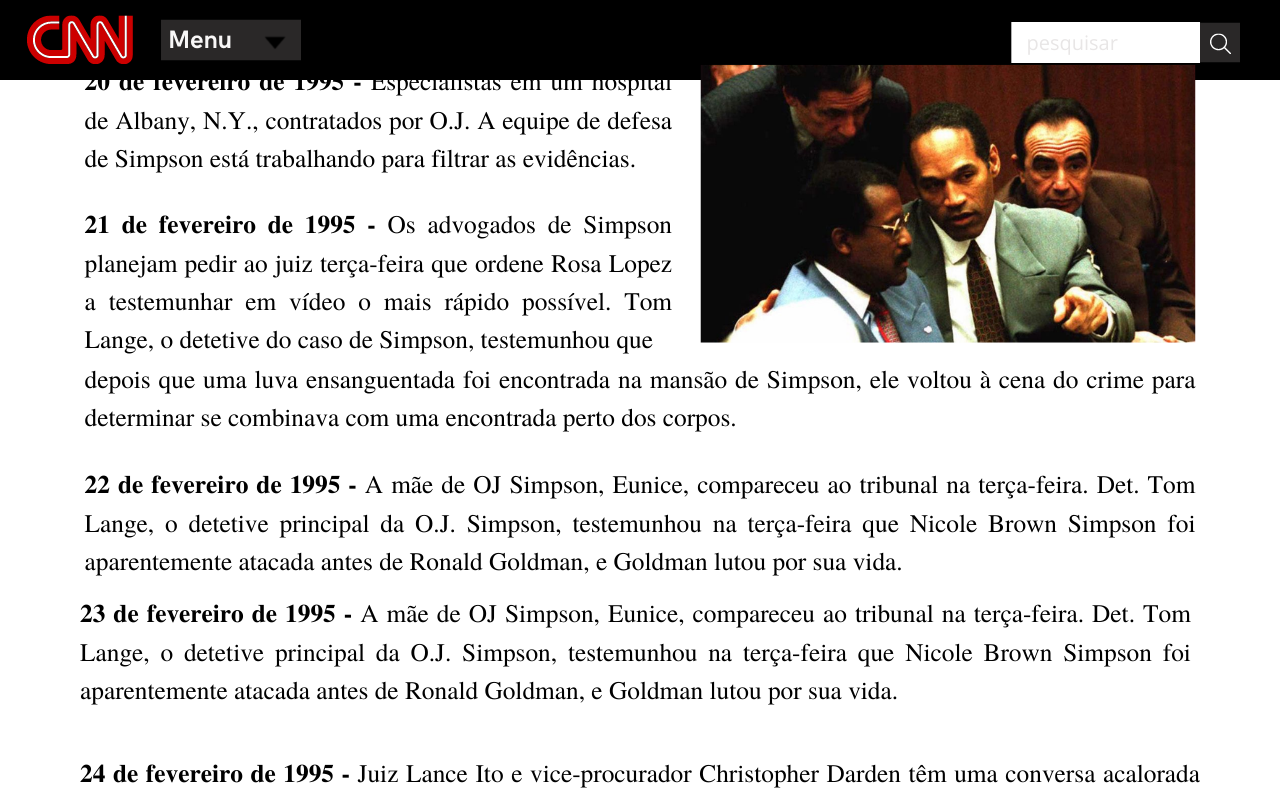 CNN
Menu
pesquisar
20 de fevereiro de 1995 - Especialistas em um hospital
de Albany, N.Y., contratados por O.J. A equipe de defesa
de Simpson está trabalhando para filtrar as evidências.
21 de fevereiro de 1995 - Os advogados de Simpson
planejam pedir ao juiz terça-feira que ordene Rosa Lopez
a testemunhar em vídeo o mais rápido possível. Tom
Lange, o detetive do caso de Simpson, testemunhou que
depois que uma luva ensanguentada foi encontrada na mansão de Simpson, ele voltou à cena do crime para
determinar se combinava com uma encontrada perto dos corpos.
22 de fevereiro de 1995 - A mãe de OJ Simpson, Eunice, compareceu ao tribunal na terça-feira. Det. Tom
Lange, o detetive principal da O.J. Simpson, testemunhou na terça-feira que Nicole Brown Simpson foi
aparentemente atacada antes de Ronald Goldman, e Goldman lutou por sua vida.
23 de fevereiro de 1995 - A mãe de OJ Simpson, Eunice, compareceu ao tribunal na terça-feira. Det. Tom
Lange, o detetive principal da O.J. Simpson, testemunhou na terça-feira que Nicole Brown Simpson foi
aparentemente atacada antes de Ronald Goldman, e Goldman lutou por sua vida.
24 de fevereiro de 1995 - Juiz Lance Ito e vice-procurador Christopher Darden têm uma conversa acalorada